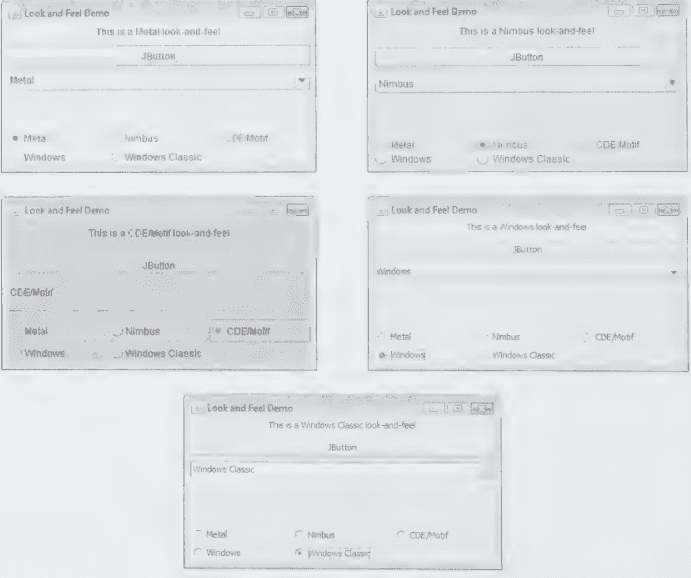 Look and Feel Demo
This is a Metal look-and-feel
JButton
Metal
Metal Nimbus CDE/Motif
Windows Windows Classic
Look and Feel Demo
This is a Nimbus look-and-feel
JButton
Nimbus
Metal Nimbus CDE/Motif
Windows Windows Classic
Look and Feel Demo
This is a CDE/Motif look-and-feel
JButton
CDE/Motif
Metal Nimbus CDE/Motif
Windows Windows Classic
Look and Feel Demo
This is a Windows look-and-feel
JButton
Windows
Metal Nimbus CDE/Motif
Windows Windows Classic
Look and Feel Demo
This is a Windows Classic look-and-feel
JButton
Windows Classic
Metal Nimbus CDE/Motif
Windows Windows Classic